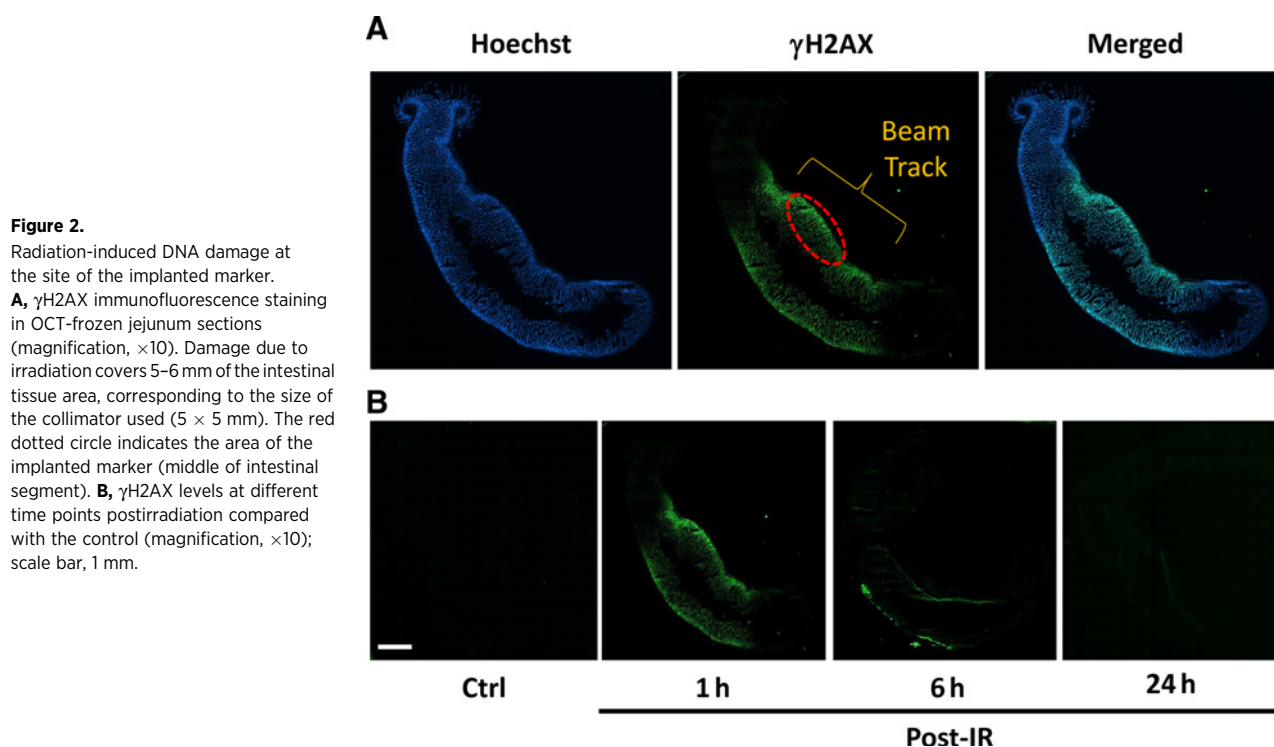 Figure 2.
Radiation-induced DNA damage at
the site of the implanted marker.
A, γH2AX immunofluorescence staining
in OCT-frozen jejunum sections
(magnification, ×10). Damage due to
irradiation covers 5–6 mm of the intestinal
tissue area, corresponding to the size of
the collimator used (5 × 5 mm). The red
dotted circle indicates the area of the
implanted marker (middle of intestinal
segment). B, γH2AX levels at different
time points postirradiation compared
with the control (magnification, ×10);
scale bar, 1 mm.
A
Hoechst γH2AX Merged
Beam
Track
B
Ctrl 1 h 6 h 24 h
Post-IR